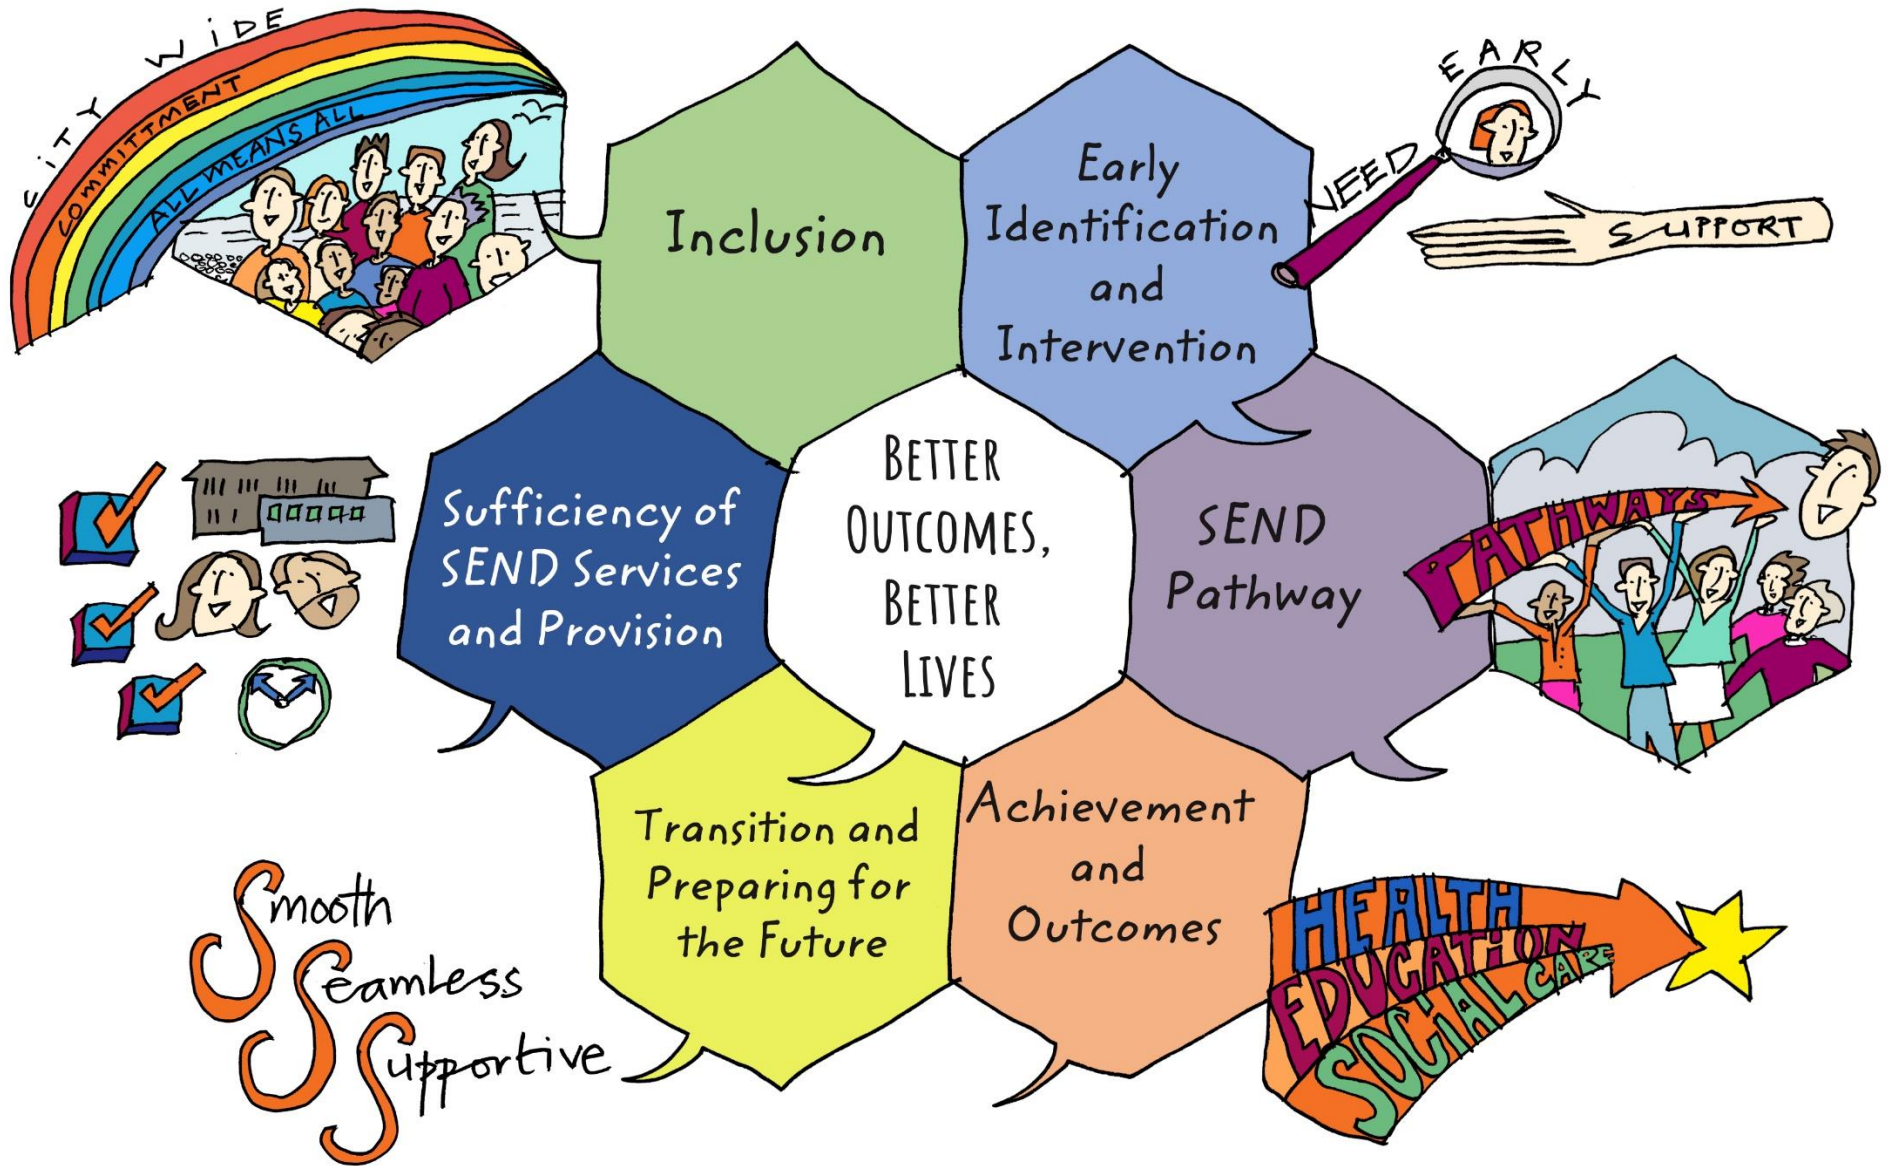 CITY WIDE
COMMITTMENT
ALL MEANS ALL
Inclusion
Early
Identification
and
Intervention
EARLY
NEED
SUPPORT
Sufficiency of
SEND Services
and Provision
BETTER
OUTCOMES,
BETTER
LIVES
SEND
Pathway
PATHWAYS
Transition and
Preparing for
the Future
Achievement
and
Outcomes
Smooth
Seamless
Supportive
HEALTH
EDUCATION
SOCIAL CARE